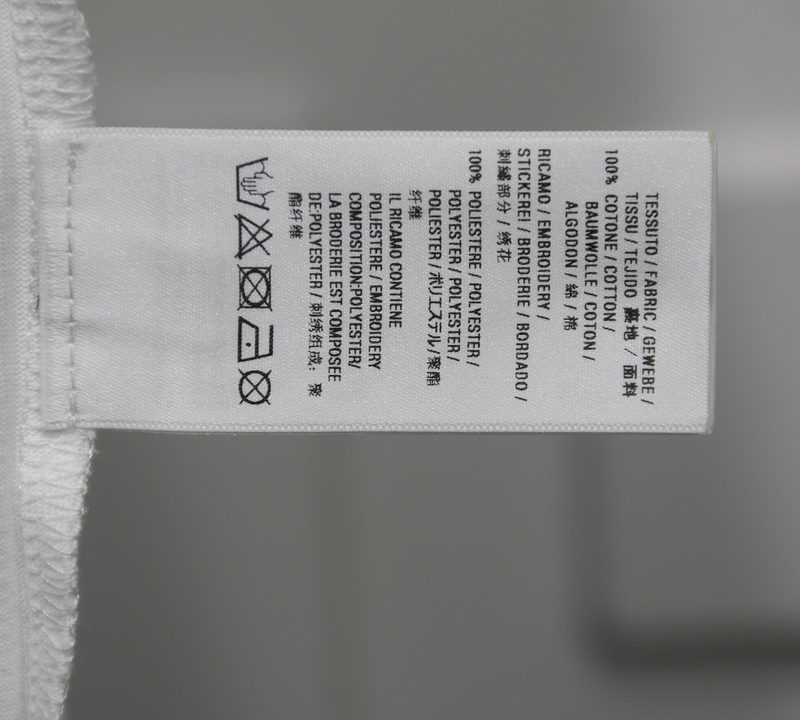 TESSUTO / FABRIC / GEWEBE /
TISSU / TEJIDO 裏地 / 面料
100% COTONE / COTTON /
BAUMWOLLE / COTON /
ALGODON / 綿 / 棉
RICAMO / EMBROIDERY /
STICKEREI / BRODERIE / BORDADO /
刺繍部分 / 绣花
100% POLIESTERE / POLYESTER /
POLYESTER / POLYESTER /
POLIESTER / ポリエステル / 聚酯
纤维
IL RICAMO CONTIENE
POLIESTERE / EMBROIDERY
COMPOSITION:POLYESTER/
LA BRODERIE EST COMPOSEE
DE:POLYESTER / 刺绣组成: 聚
酯纤维